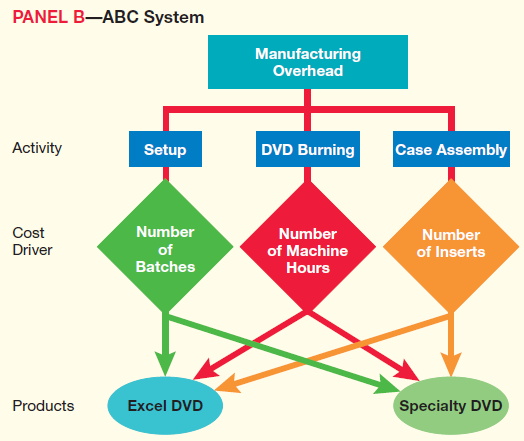 PANEL B—ABC System
Manufacturing
Overhead
Activity
Setup
DVD Burning
Case Assembly
Cost
Driver
Number
of
Batches
Number
of Machine
Hours
Number
of Inserts
Products
Excel DVD
Specialty DVD